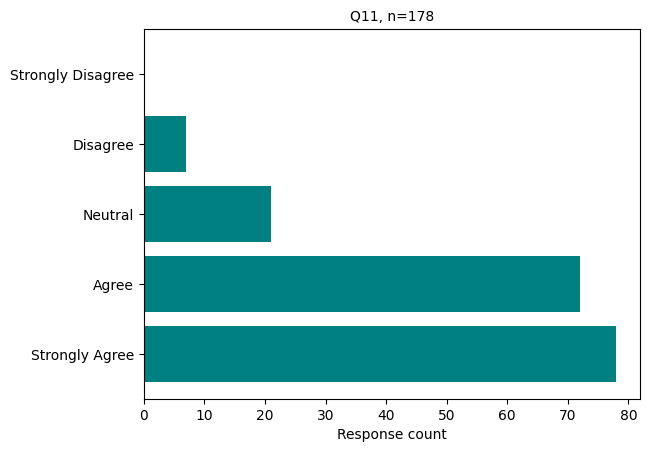 Q11, n=178
Strongly Disagree
Disagree
Neutral
Agree
Strongly Agree
0 10 20 30 40 50 60 70 80
Response count